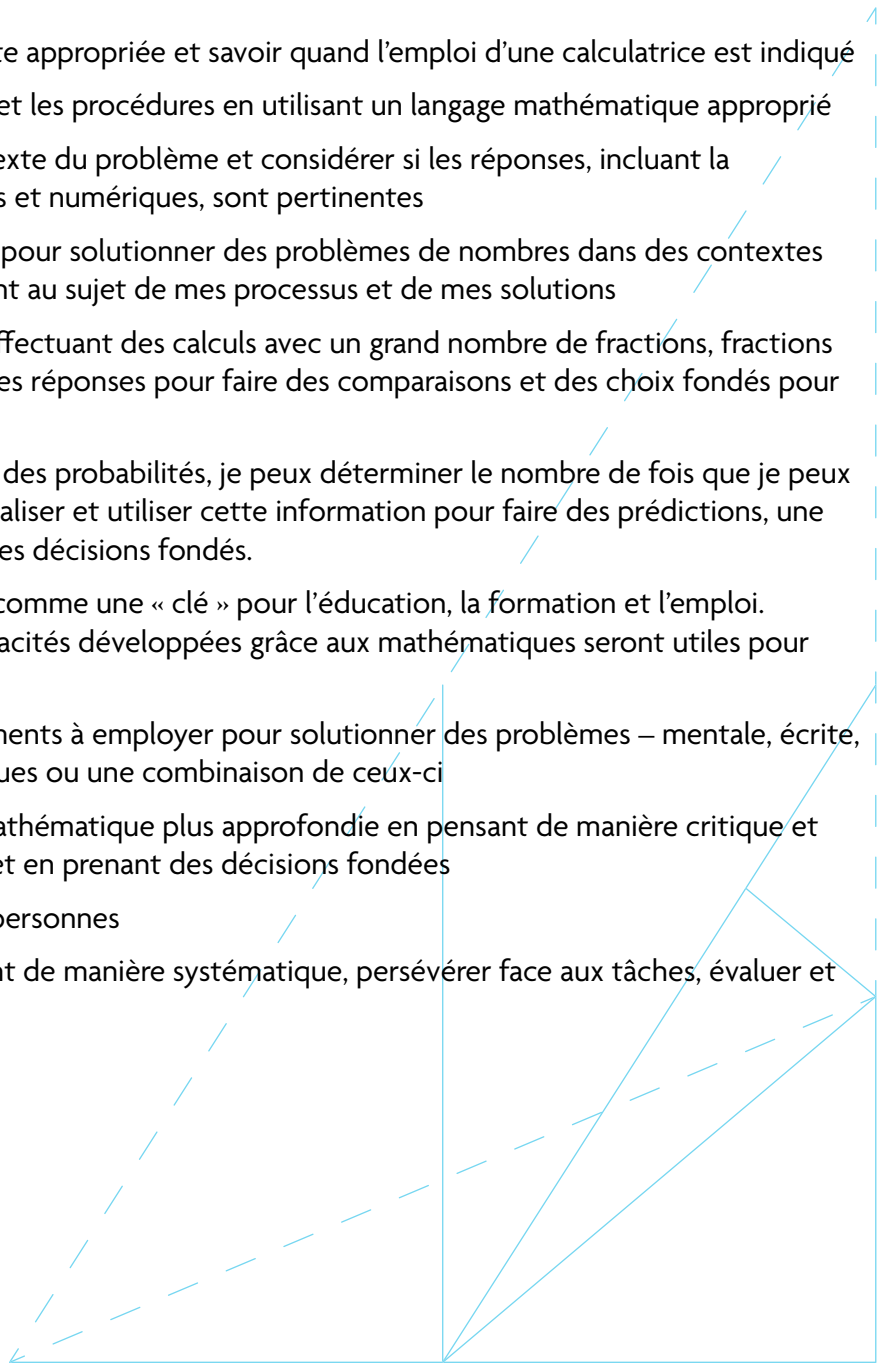 te appropriée et savoir quand l’emploi d’une calculatrice est indiqué
et les procédures en utilisant un langage mathématique approprié
exte du problème et considérer si les réponses, incluant la
s et numériques, sont pertinentes
pour solutionner des problèmes de nombres dans des contextes
nt au sujet de mes processus et de mes solutions
ffectuant des calculs avec un grand nombre de fractions, fractions
es réponses pour faire des comparaisons et des choix fondés pour
des probabilités, je peux déterminer le nombre de fois que je peux
aliser et utiliser cette information pour faire des prédictions, une
es décisions fondés.
comme une « clé » pour l’éducation, la formation et l’emploi.
acités développées grâce aux mathématiques seront utiles pour
nents à employer pour solutionner des problèmes – mentale, écrite,
ues ou une combinaison de ceux-ci
athématique plus approfondie en pensant de manière critique et
et en prenant des décisions fondées
personnes
nt de manière systématique, persévérer face aux tâches, évaluer et